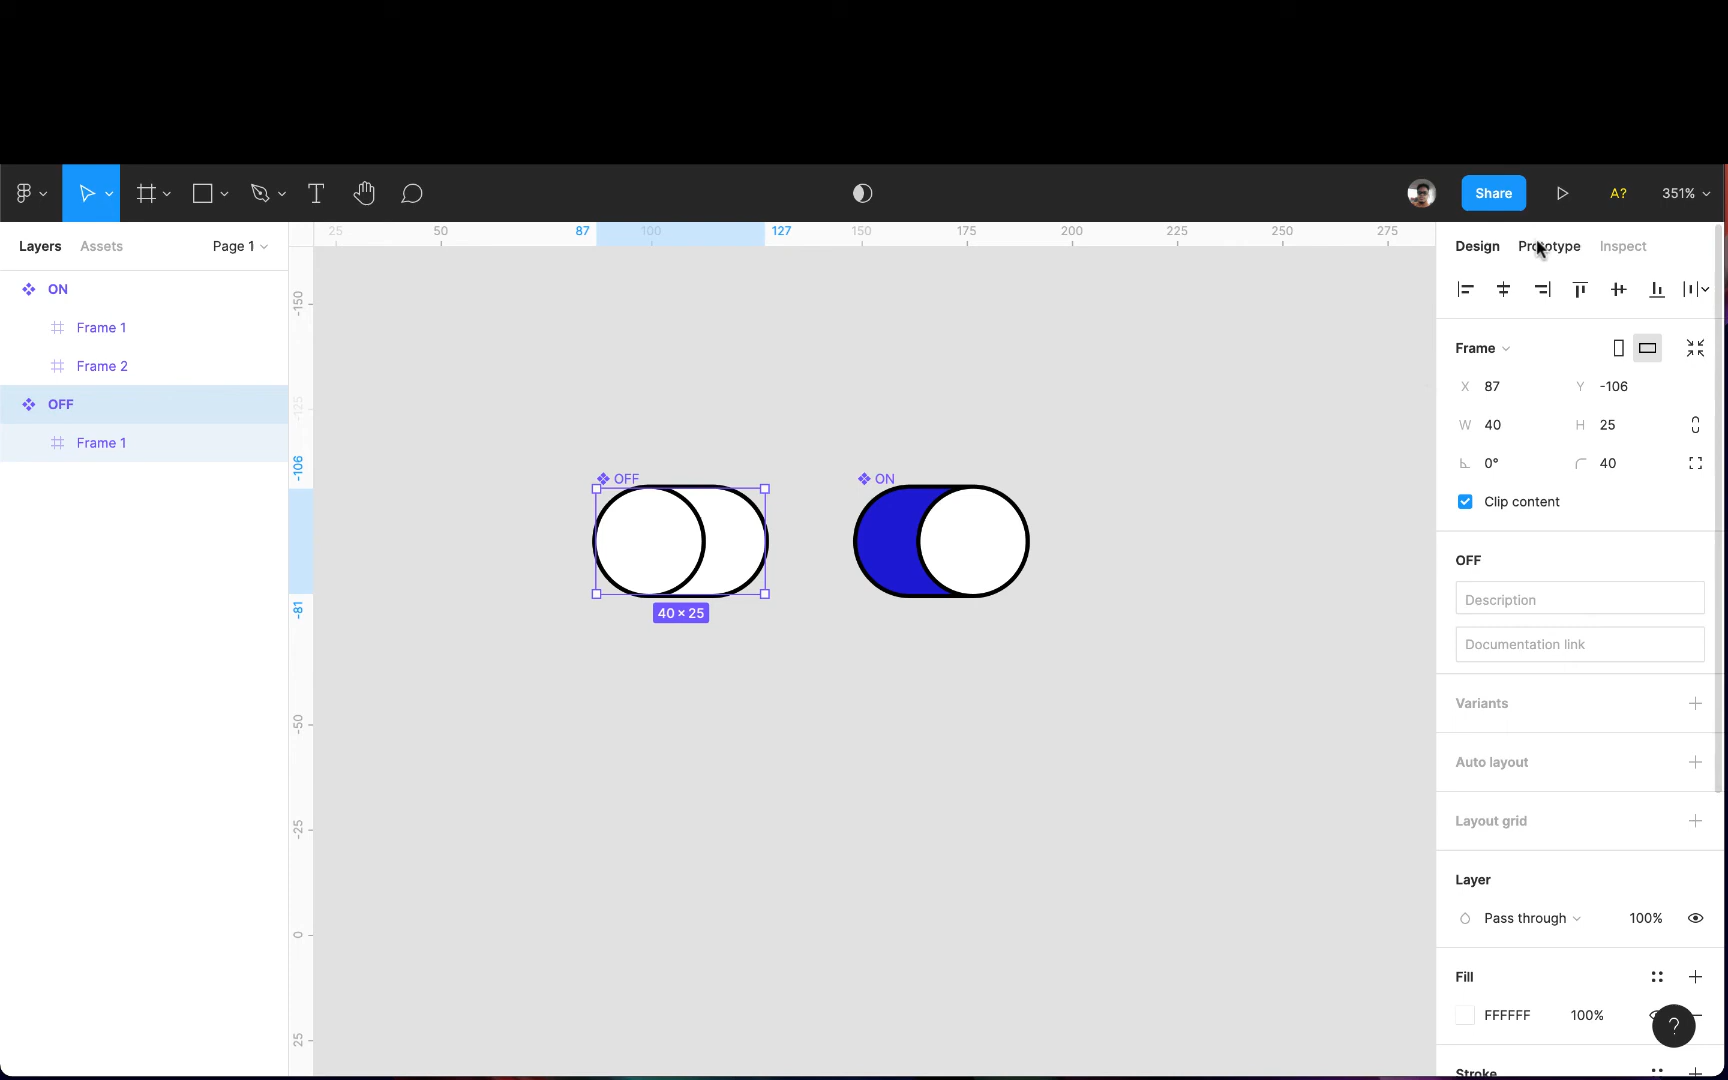 Share
A?
351%
Layers
Assets
Page 1
ON
Frame 1
Frame 2
OFF
Frame 1
25
50
87
100
127
150
175
200
225
250
275
-150
-125
-106
-81
-50
-25
0
25
OFF
ON
40 × 25
Design
Prototype
Inspect
Frame
X 87
Y -106
W 40
H 25
0°
40
Clip content
OFF
Description
Documentation link
Variants
Auto layout
Layout grid
Layer
Pass through
100%
Fill
FFFFFF
100%
?
Stroke